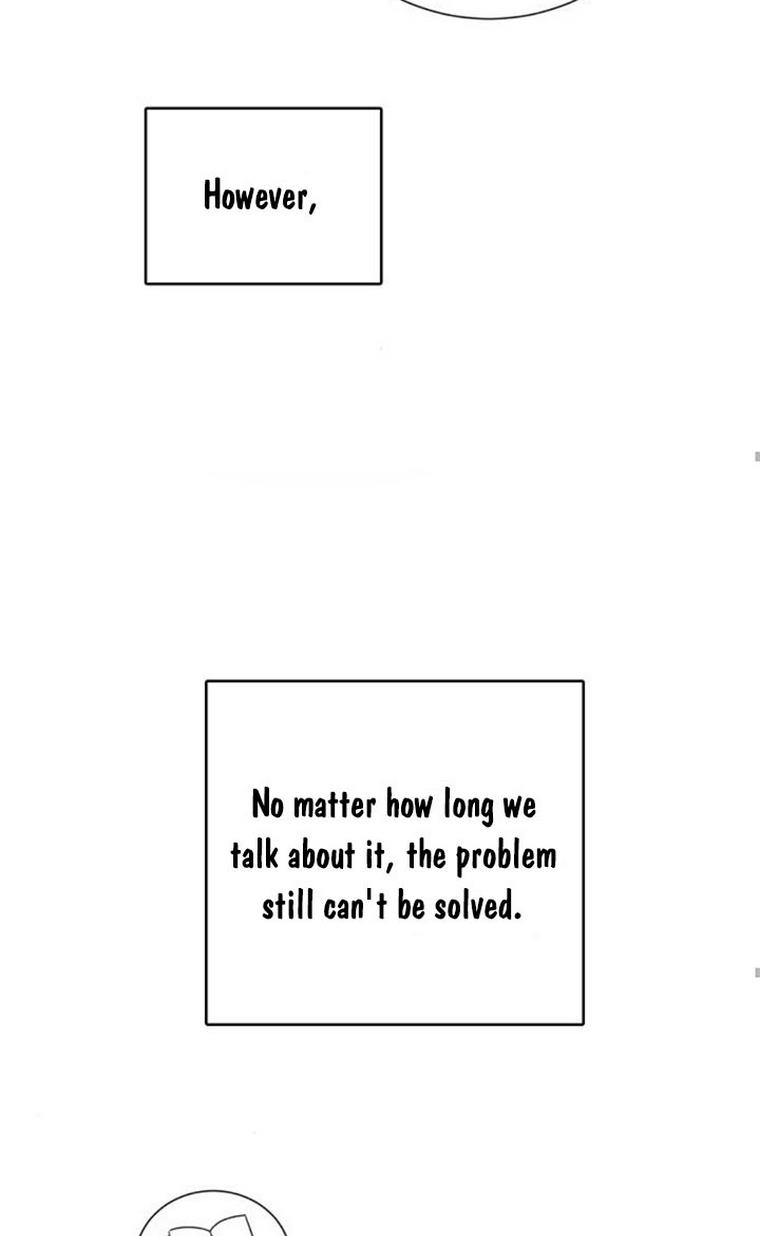 However,
No matter how long we
talk about it, the problem
still can't be solved.